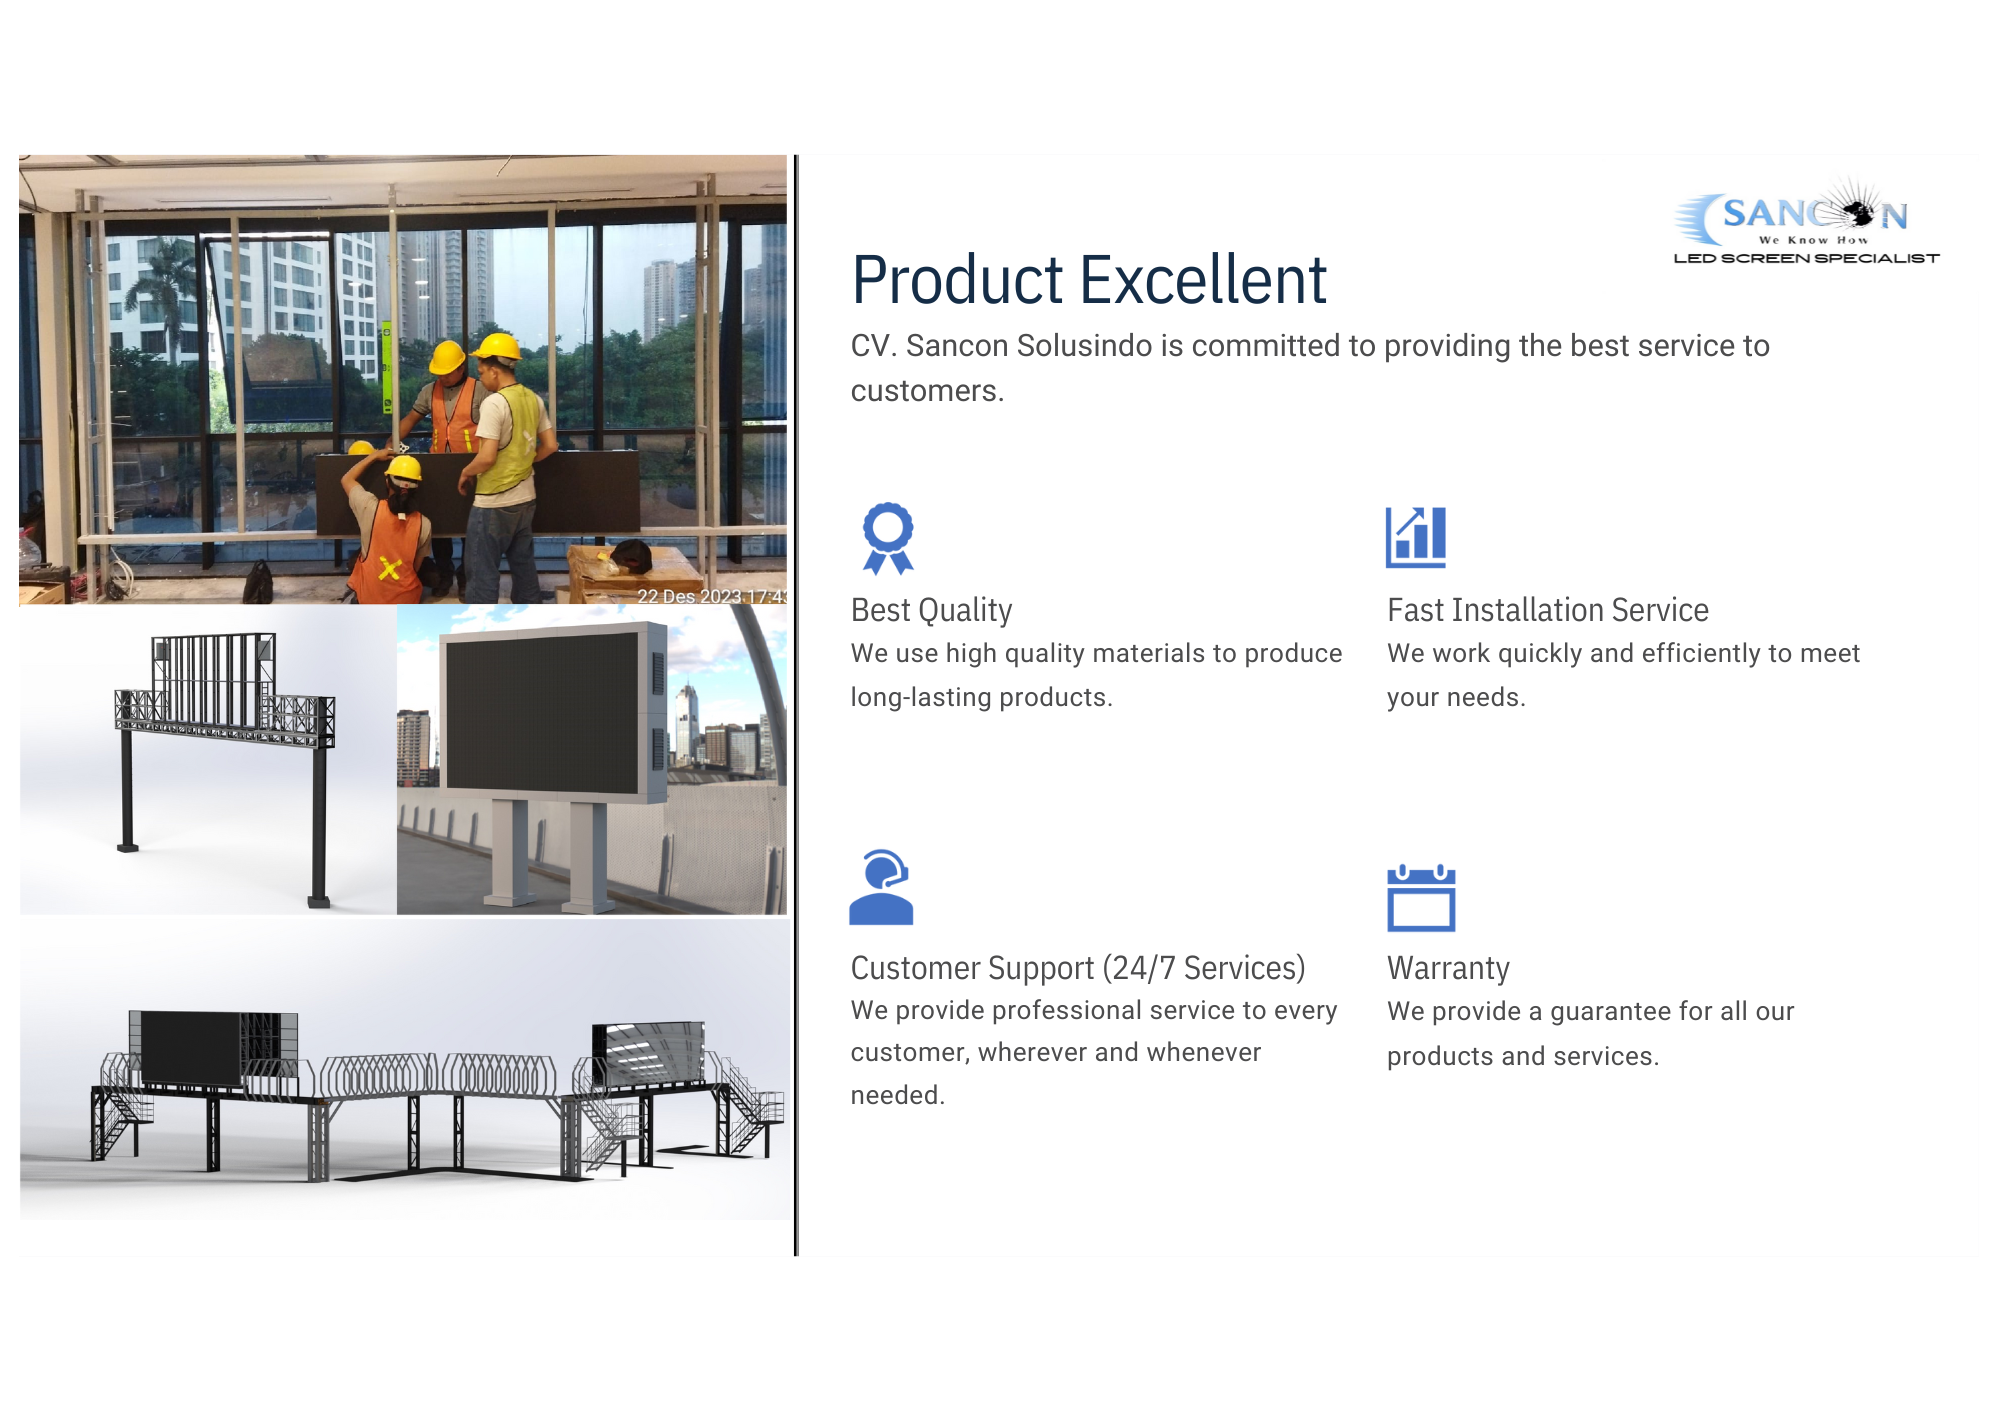 SANCON
We Know How
LED SCREEN SPECIALIST
Product Excellent
CV. Sancon Solusindo is committed to providing the best service to
customers.
Best Quality
We use high quality materials to produce
long-lasting products.
Fast Installation Service
We work quickly and efficiently to meet
your needs.
Customer Support (24/7 Services)
We provide professional service to every
customer, wherever and whenever
needed.
Warranty
We provide a guarantee for all our
products and services.
22 Des 2023 17:43